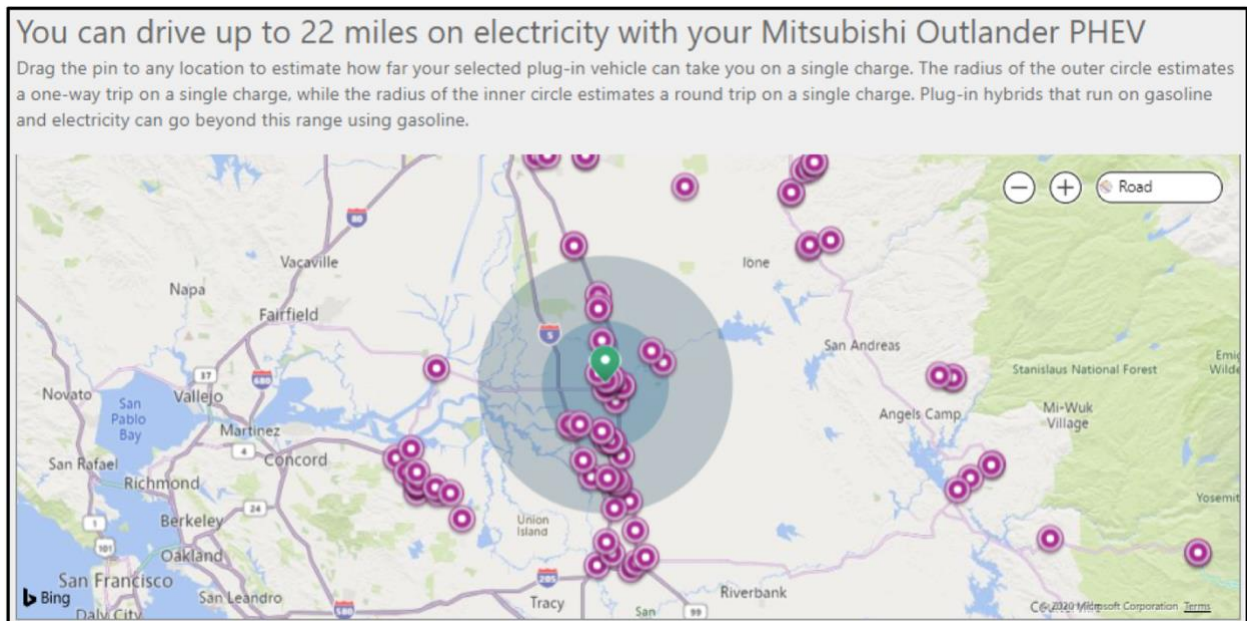 You can drive up to 22 miles on electricity with your Mitsubishi Outlander PHEV
Drag the pin to any location to estimate how far your selected plug-in vehicle can take you on a single charge. The radius of the outer circle estimates
a one-way trip on a single charge, while the radius of the inner circle estimates a round trip on a single charge. Plug-in hybrids that run on gasoline
and electricity can go beyond this range using gasoline.
Road
80
Vacaville
Ione
Napa
Fairfield
5
San Andreas
Stanislaus National Forest
37
680
Novato
San
Pablo
Bay
Vallejo
Mi-Wuk
Village
Angels Camp
Martinez
4
Concord
San Rafael
Richmond
24
1
Berkeley
Union
Island
101
Oakland
San Francisco
205
Bing
San Leandro
580
Tracy
Riverbank
99
San
Daly City
© 2020 Microsoft Corporation Terms